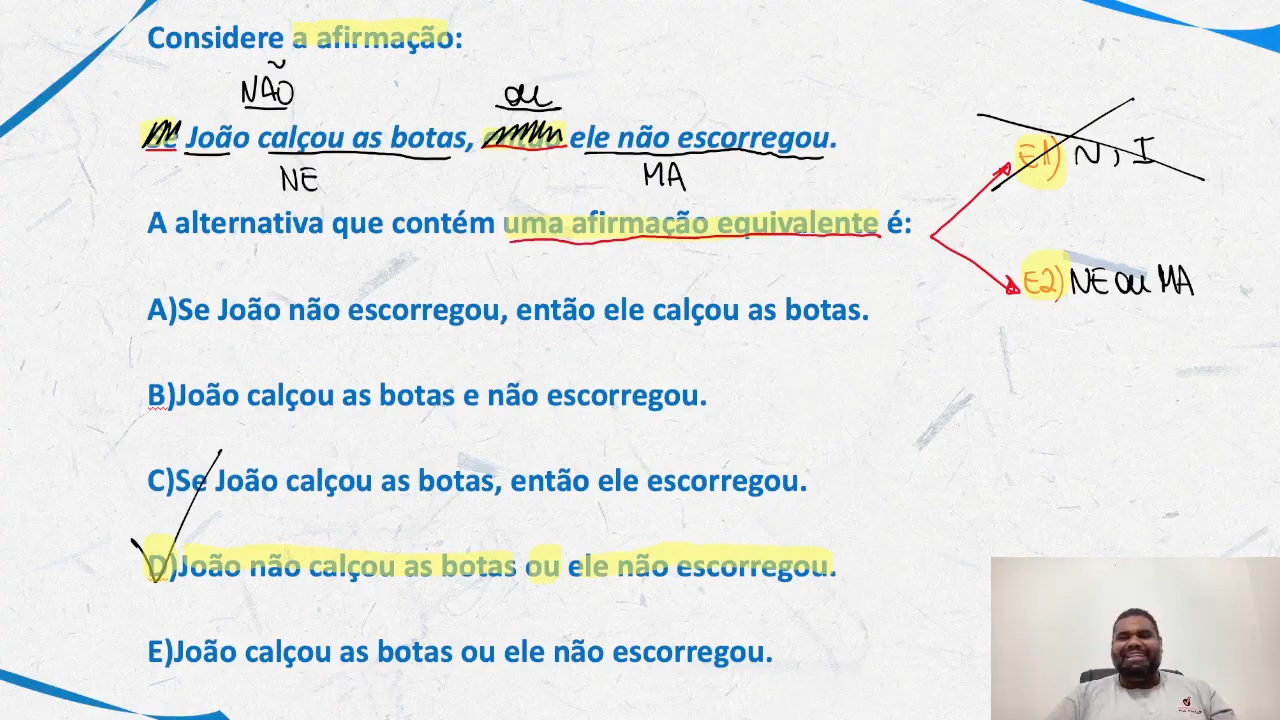 Considere a afirmação:
NÃO
ou
Se João calçou as botas, então ele não escorregou.
NE
MA
E1) N, I
A alternativa que contém uma afirmação equivalente é:
E2) NE ou MA
A)Se João não escorregou, então ele calçou as botas.
B)João calçou as botas e não escorregou.
C)Se João calçou as botas, então ele escorregou.
D)João não calçou as botas ou ele não escorregou.
E)João calçou as botas ou ele não escorregou.